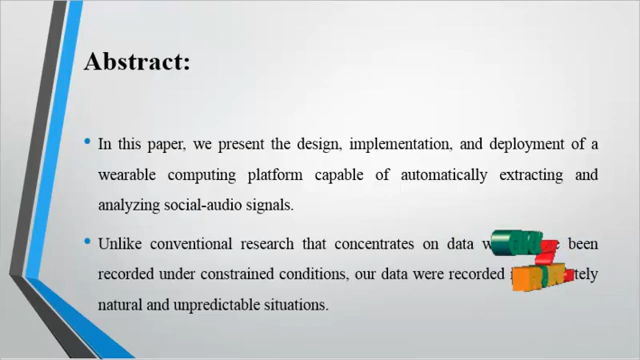 Abstract:
In this paper, we present the design, implementation, and deployment of a
wearable computing platform capable of automatically extracting and
analyzing social-audio signals.
Unlike conventional research that concentrates on data been
recorded under constrained conditions, our data were recorded
natural and unpredictable situations.